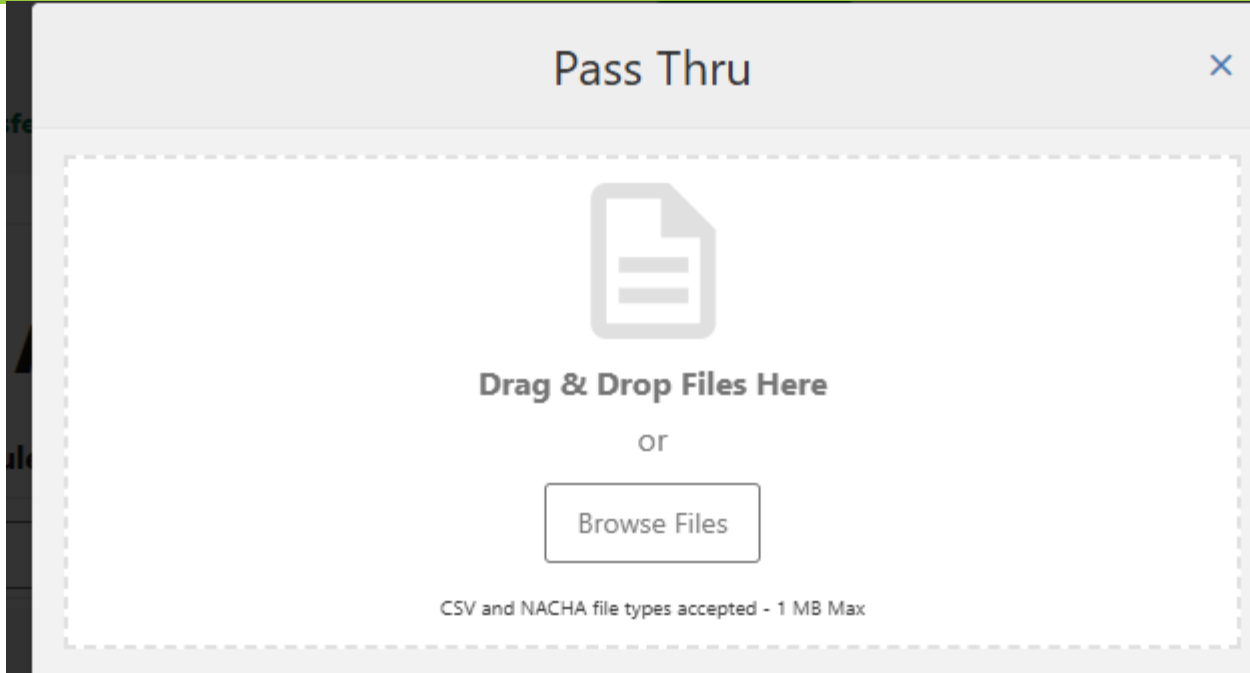 Pass Thru
×
Drag & Drop Files Here
or
Browse Files
CSV and NACHA file types accepted - 1 MB Max